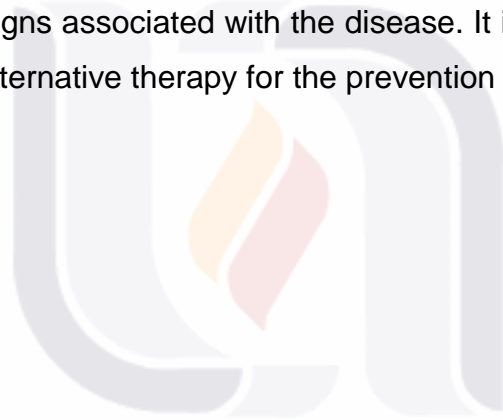 gns associated with the disease. It i
ternative therapy for the prevention